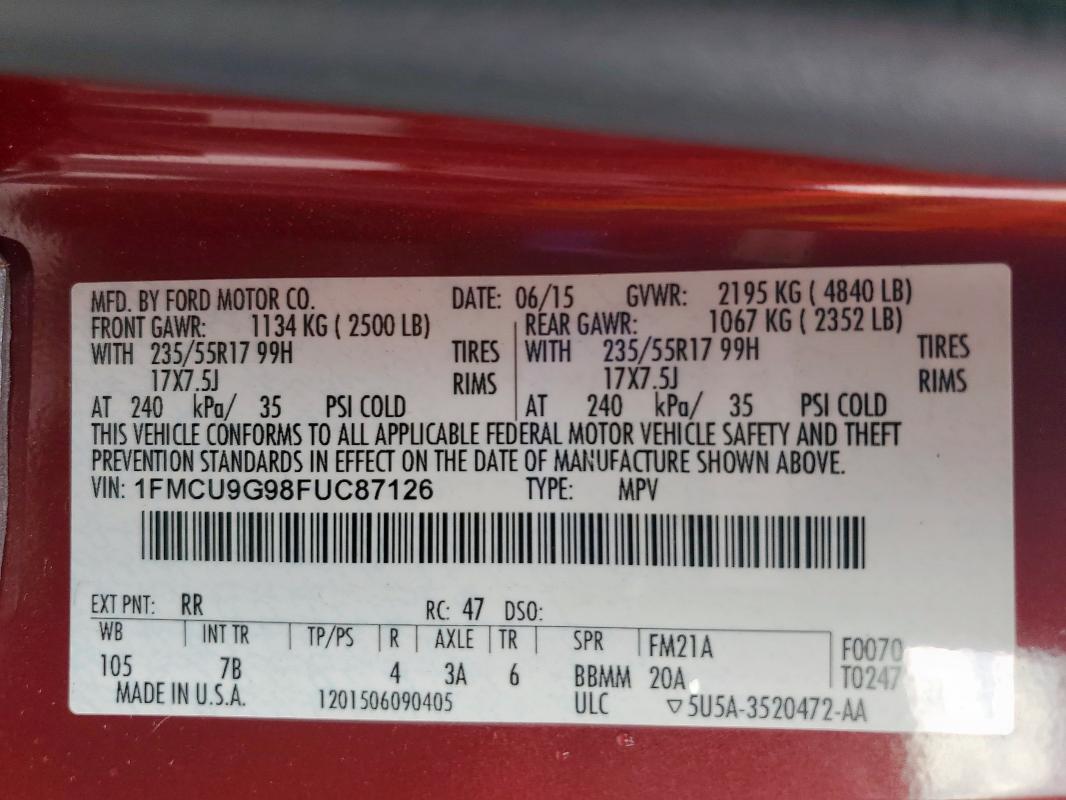 MFD. BY FORD MOTOR CO. DATE: 06/15 GVWR: 2195 KG ( 4840 LB)
FRONT GAWR: 1134 KG ( 2500 LB) REAR GAWR: 1067 KG ( 2352 LB)
WITH 235/55R17 99H TIRES WITH 235/55R17 99H TIRES
17X7.5J RIMS 17X7.5J RIMS
AT 240 kPa/ 35 PSI COLD AT 240 kPa/ 35 PSI COLD
THIS VEHICLE CONFORMS TO ALL APPLICABLE FEDERAL MOTOR VEHICLE SAFETY AND THEFT
PREVENTION STANDARDS IN EFFECT ON THE DATE OF MANUFACTURE SHOWN ABOVE.
VIN: 1FMCU9G98FUC87126 TYPE: MPV
EXT PNT: RR RC: 47 DSO:
WB INT TR TP/PS R AXLE TR SPR FM21A F0070
105 7B 4 3A 6 BBMM 20A T0247
MADE IN U.S.A. 1201506090405 ULC ▽5U5A-3520472-AA